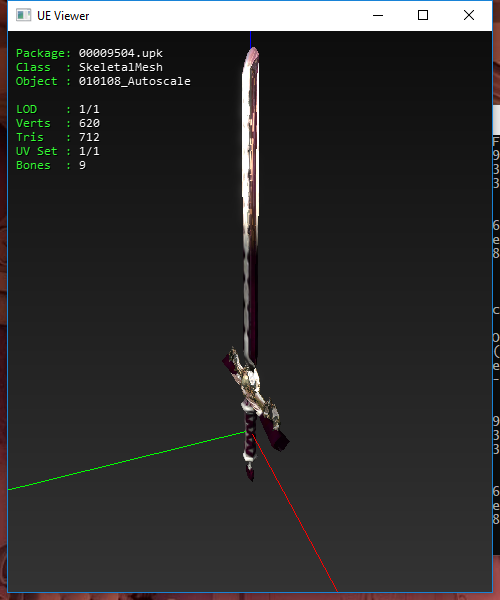 UE Viewer
Package: 00009504.upk
Class  : SkeletalMesh
Object : 010108_Autoscale
LOD    : 1/1
Verts  : 620
Tris   : 712
UV Set : 1/1
Bones  : 9